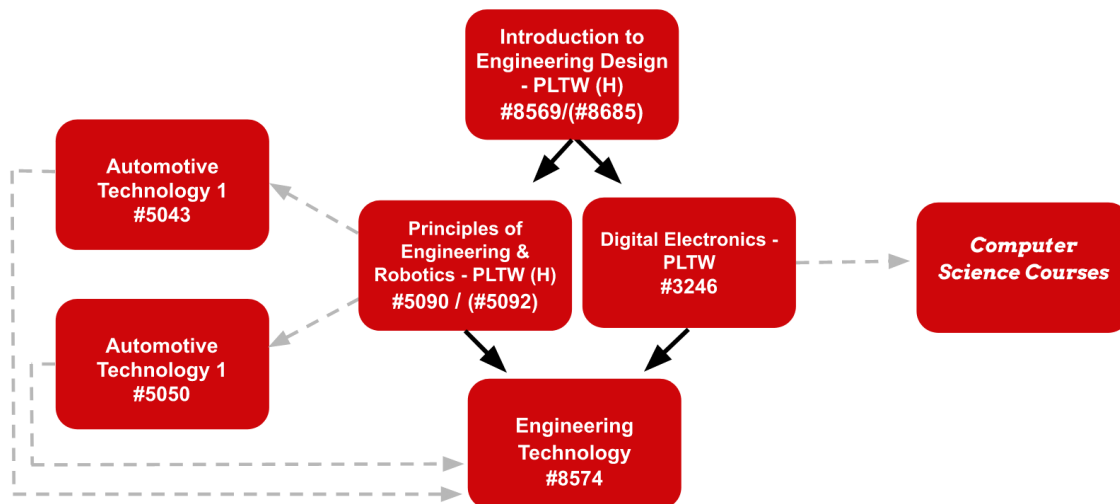 Introduction to
Engineering Design
- PLTW (H)
#8569/(#8685)
Automotive
Technology 1
#5043
Principles of
Engineering &
Robotics - PLTW (H)
#5090 / (#5092)
Digital Electronics -
PLTW
#3246
Computer
Science Courses
Automotive
Technology 1
#5050
Engineering
Technology
#8574